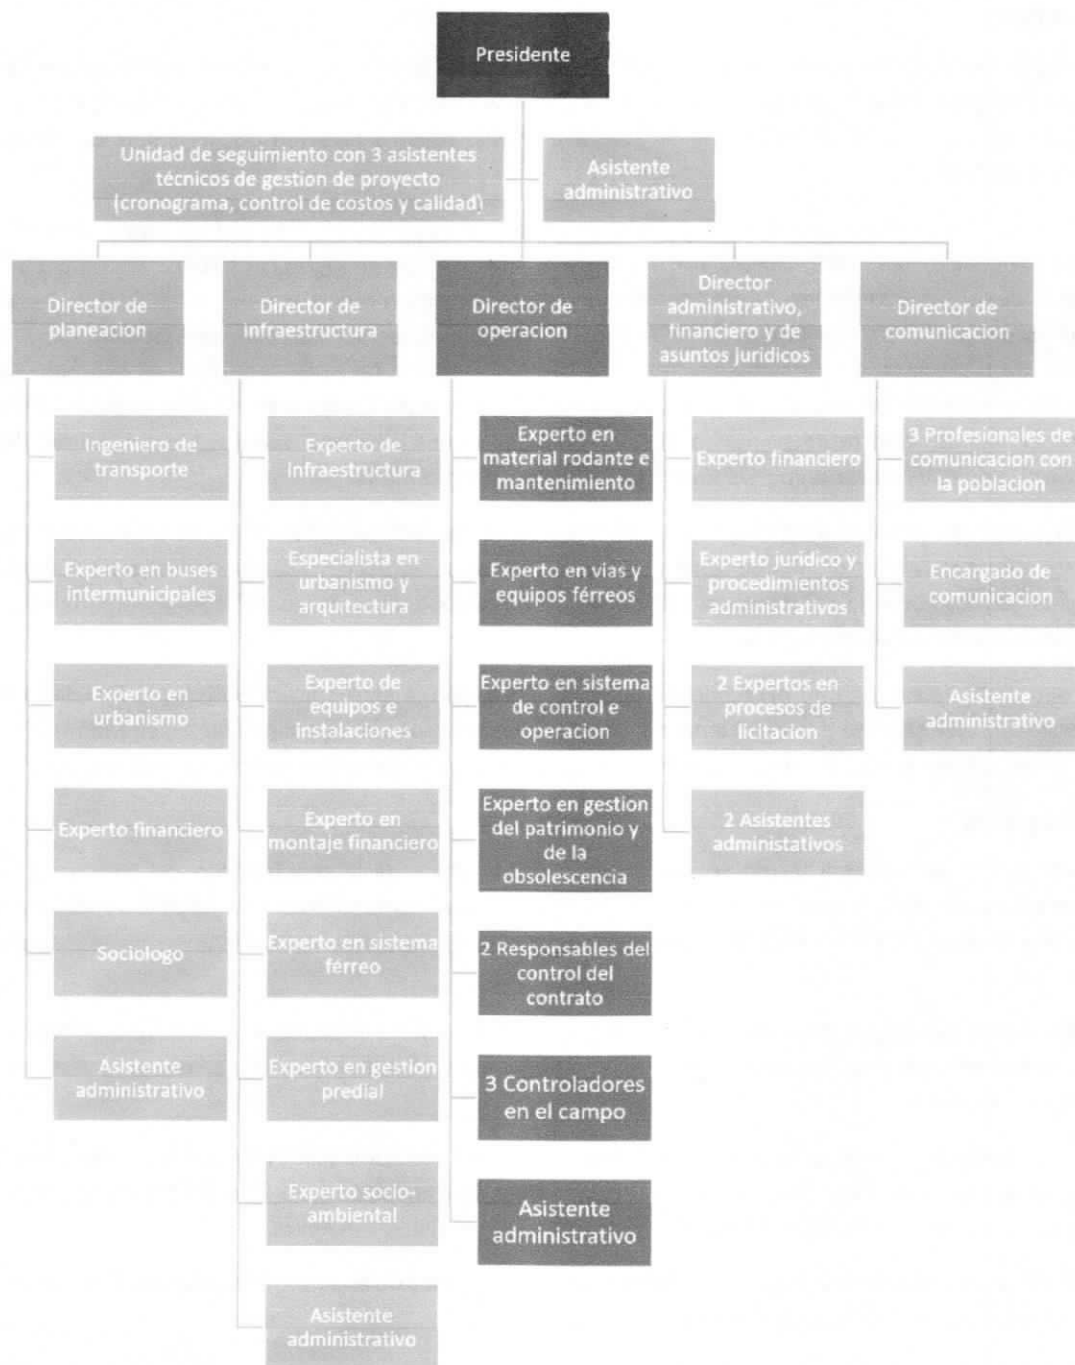 Presidente
Unidad de seguimiento con 3 asistentes
técnicos de gestion de proyecto
(cronograma, control de costos y calidad)
Asistente
administrativo
Director de
planeacion
Director de
infraestructura
Director de
operacion
Director
administrativo,
financiero y de
asuntos jurídicos
Director de
comunicacion
Ingeniero de
transporte
Experto en buses
intermunicipales
Experto en
urbanismo
Experto financiero
Sociologo
Asistente
administrativo
Experto de
infraestructura
Especialista en
urbanismo y
arquitectura
Experto de
equipos e
instalaciones
Experto en
montaje financiero
Experto en sistema
férreo
Experto en gestion
predial
Experto socio-
ambiental
Asistente
administrativo
Experto en
material rodante e
mantenimiento
Experto en vias y
equipos férreos
Experto en sistema
de control e
operacion
Experto en gestion
del patrimonio y
de la
obsolescencia
2 Responsables del
control del
contrato
3 Controladores
en el campo
Asistente
administrativo
Experto financiero
Experto jurídico y
procedimientos
administrativos
2 Expertos en
procesos de
licitacion
2 Asistentes
administativos
3 Profesionales de
comunicacion con
la poblacion
Encargado de
comunicacion
Asistente
administrativo